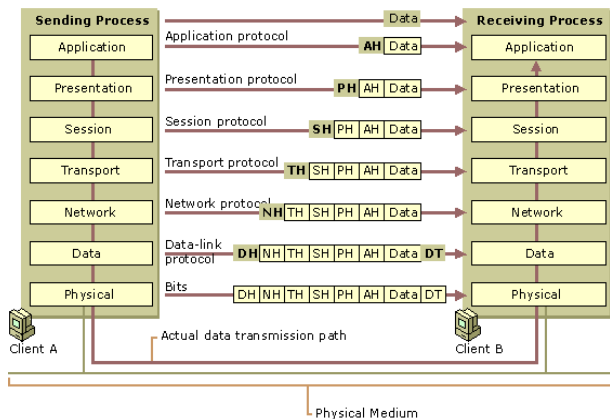 Sending Process
Data
Receiving Process
Application
Application protocol
AH Data
Application
Presentation
Presentation protocol
PH AH Data
Presentation
Session
Session protocol
SH PH AH Data
Session
Transport
Transport protocol
TH SH PH AH Data
Transport
Network
Network protocol
NH TH SH PH AH Data
Network
Data
Data-link
protocol
DH NH TH SH PH AH Data DT
Data
Physical
Bits
DH NH TH SH PH AH Data DT
Physical
Client A
Actual data transmission path
Client B
Physical Medium